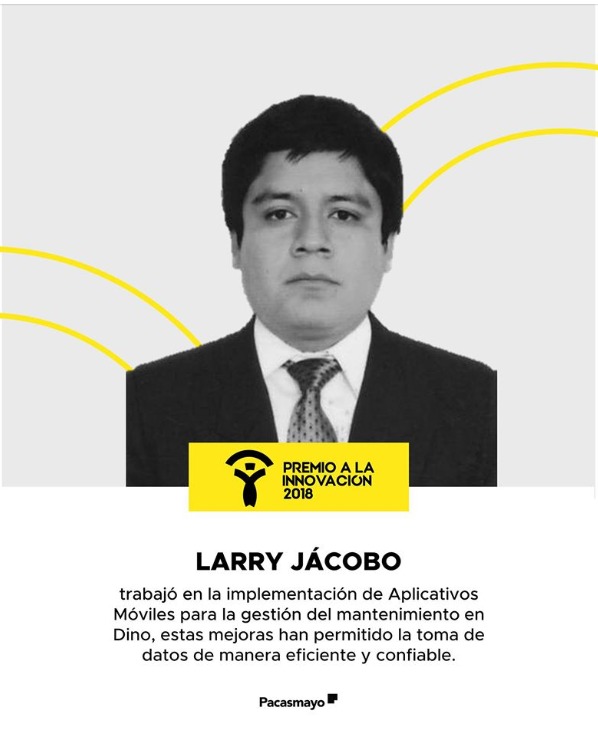 PREMIO A LA
INNOVACIÓN
2018
LARRY JÁCOBO
trabajó en la implementación de Aplicativos
Móviles para la gestión del mantenimiento en
Dino, estas mejoras han permitido la toma de
datos de manera eficiente y confiable.
Pacasmayo